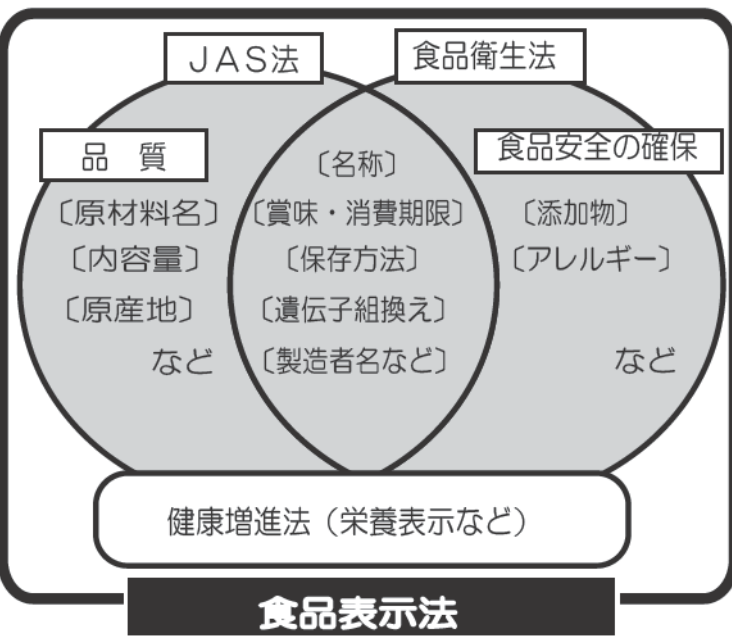 JAS法
食品衛生法
品 質
食品安全の確保
〔原材料名〕
〔内容量〕
〔原産地〕
など
〔名称〕
〔賞味・消費期限〕
〔保存方法〕
〔遺伝子組換え〕
〔製造者名など〕
〔添加物〕
〔アレルギー〕
など
健康増進法（栄養表示など）
食品表示法